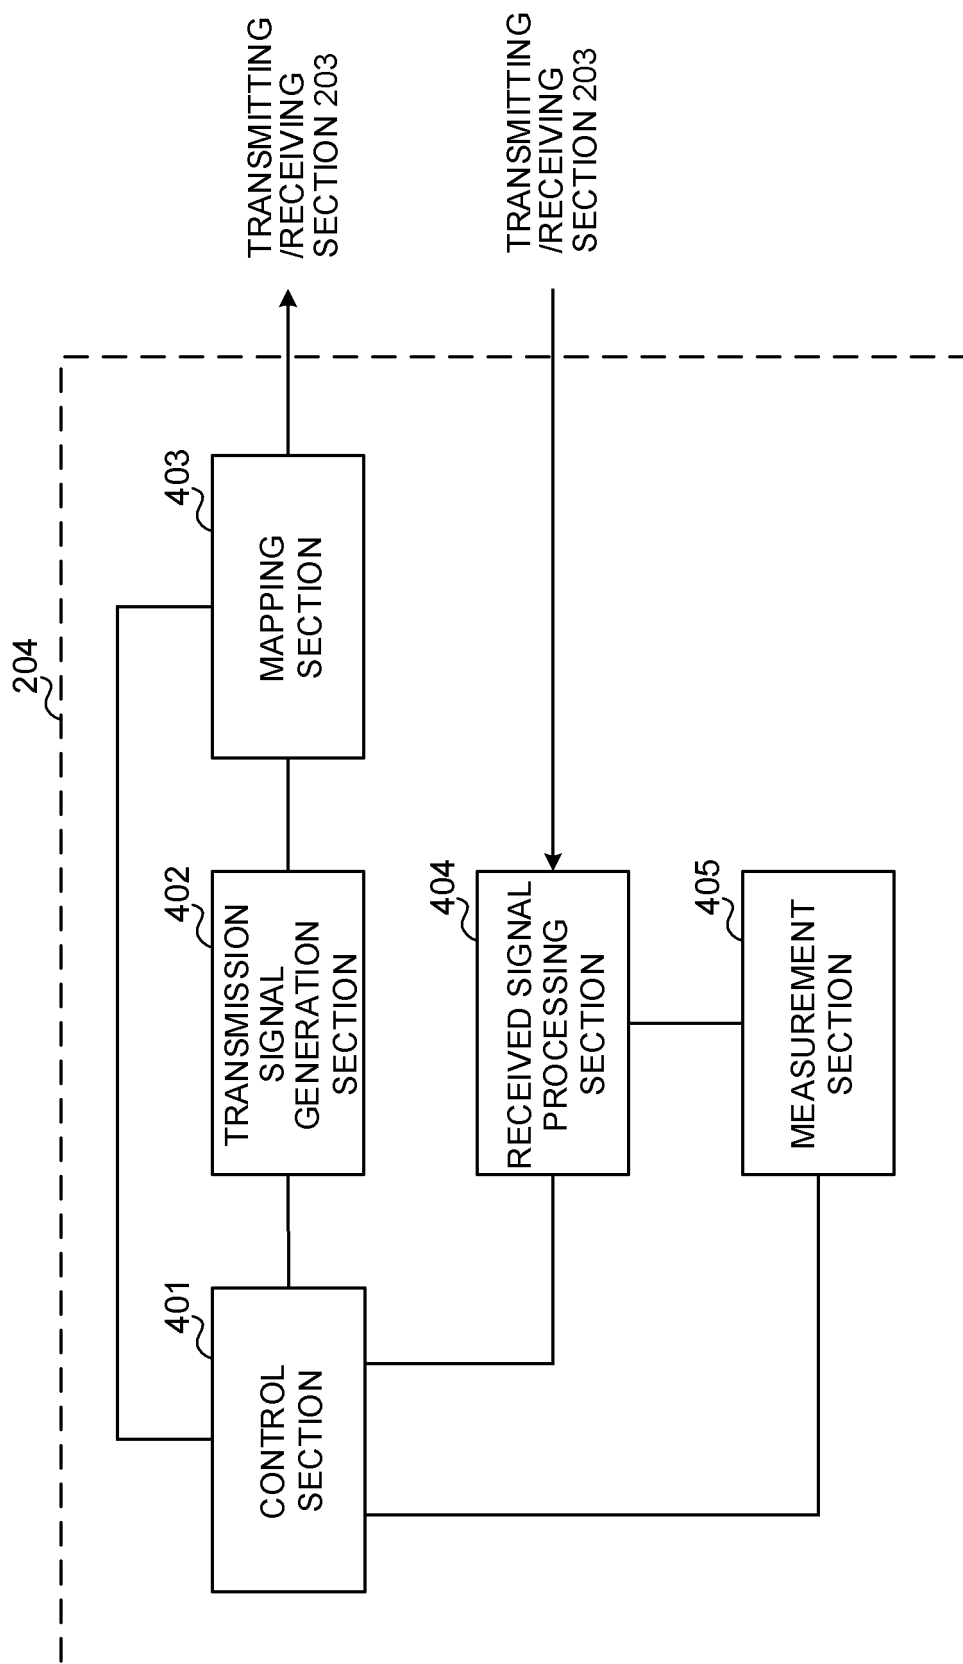 204
401
CONTROL
SECTION
402
TRANSMISSION
SIGNAL
GENERATION
SECTION
403
MAPPING
SECTION
TRANSMITTING
/RECEIVING
SECTION 203
404
RECEIVED SIGNAL
PROCESSING
SECTION
TRANSMITTING
/RECEIVING
SECTION 203
405
MEASUREMENT
SECTION